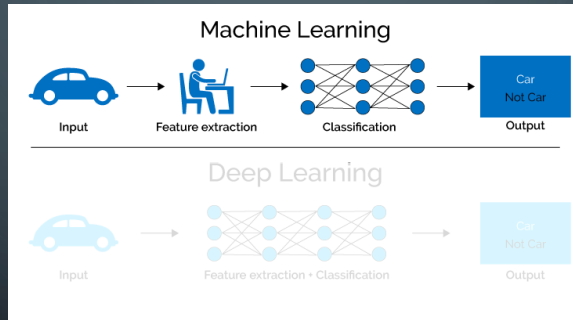 Machine Learning
Input
Feature extraction
Classification
Car
Not Car
Output
Deep Learning
Input
Feature extraction + Classification
Car
Not Car
Output